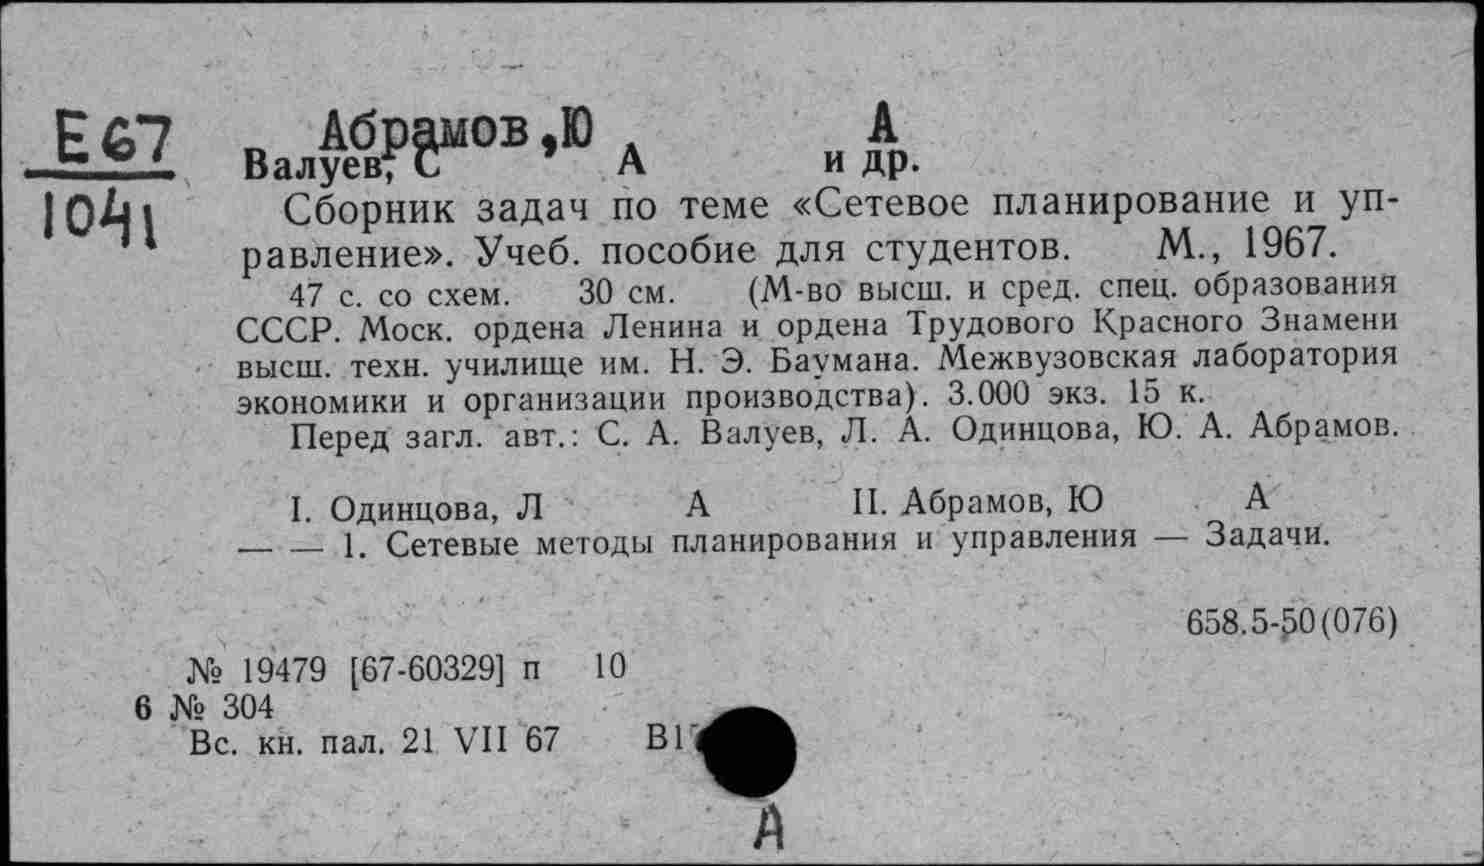 Е67
1041
Абрамов,Ю А
Валуев, С А и др.
Сборник задач по теме «Сетевое планирование и уп-
равление». Учеб. пособие для студентов. М., 1967.
47 с. со схем. 30 см. (М-во высш. и сред. спец. образования
СССР. Моск. ордена Ленина и ордена Трудового Красного Знамени
высш. техн. училище им. Н. Э. Баумана. Межвузовская лаборатория
экономики и организации производства). 3.000 экз. 15 к.
Перед загл. авт.: С. А. Валуев, Л. А. Одинцова, Ю. А. Абрамов.
I. Одинцова, Л А II. Абрамов, Ю А
— — 1. Сетевые методы планирования и управления — Задачи.
658.5-50(076)
№ 19479 [67-60329] п 10
6 № 304
Вс. кн. пал. 21 VII 67
А